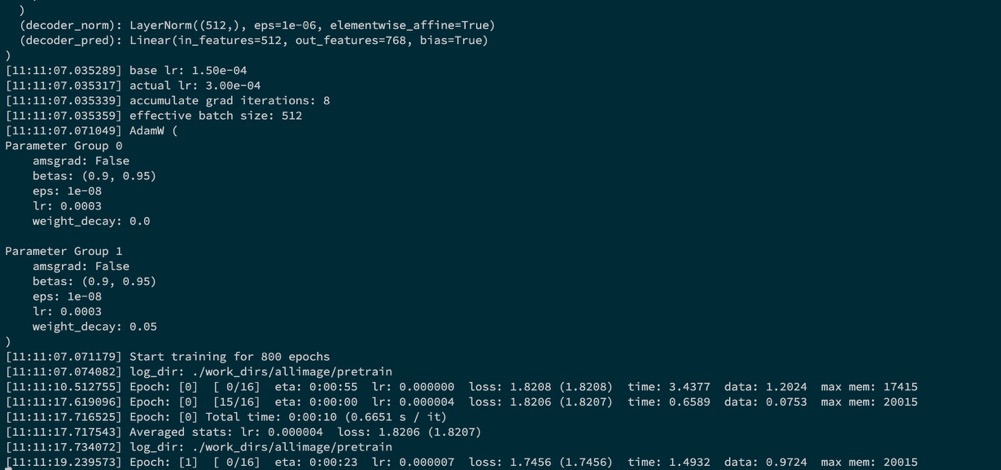 )
(decoder_norm): LayerNorm((512,), eps=1e-06, elementwise_affine=True)
(decoder_pred): Linear(in_features=512, out_features=768, bias=True)
)
[11:11:07.035289] base lr: 1.50e-04
[11:11:07.035317] actual lr: 3.00e-04
[11:11:07.035339] accumulate grad iterations: 8
[11:11:07.035359] effective batch size: 512
[11:11:07.071049] AdamW (
Parameter Group 0
    amsgrad: False
    betas: (0.9, 0.95)
    eps: 1e-08
    lr: 0.0003
    weight_decay: 0.0

Parameter Group 1
    amsgrad: False
    betas: (0.9, 0.95)
    eps: 1e-08
    lr: 0.0003
    weight_decay: 0.05
)
[11:11:07.071179] Start training for 800 epochs
[11:11:07.074082] log_dir: ./work_dirs/allimage/pretrain
[11:11:10.512755] Epoch: [0]  [ 0/16]  eta: 0:00:55  lr: 0.000000  loss: 1.8208 (1.8208)  time: 3.4377  data: 1.2024  max mem: 17415
[11:11:17.619096] Epoch: [0]  [15/16]  eta: 0:00:00  lr: 0.000004  loss: 1.8206 (1.8207)  time: 0.6589  data: 0.0753  max mem: 20015
[11:11:17.716525] Epoch: [0] Total time: 0:00:10 (0.6651 s / it)
[11:11:17.717543] Averaged stats: lr: 0.000004  loss: 1.8206 (1.8207)
[11:11:17.734072] log_dir: ./work_dirs/allimage/pretrain
[11:11:19.239573] Epoch: [1]  [ 0/16]  eta: 0:00:23  lr: 0.000007  loss: 1.7456 (1.7456)  time: 1.4932  data: 0.9724  max mem: 20015